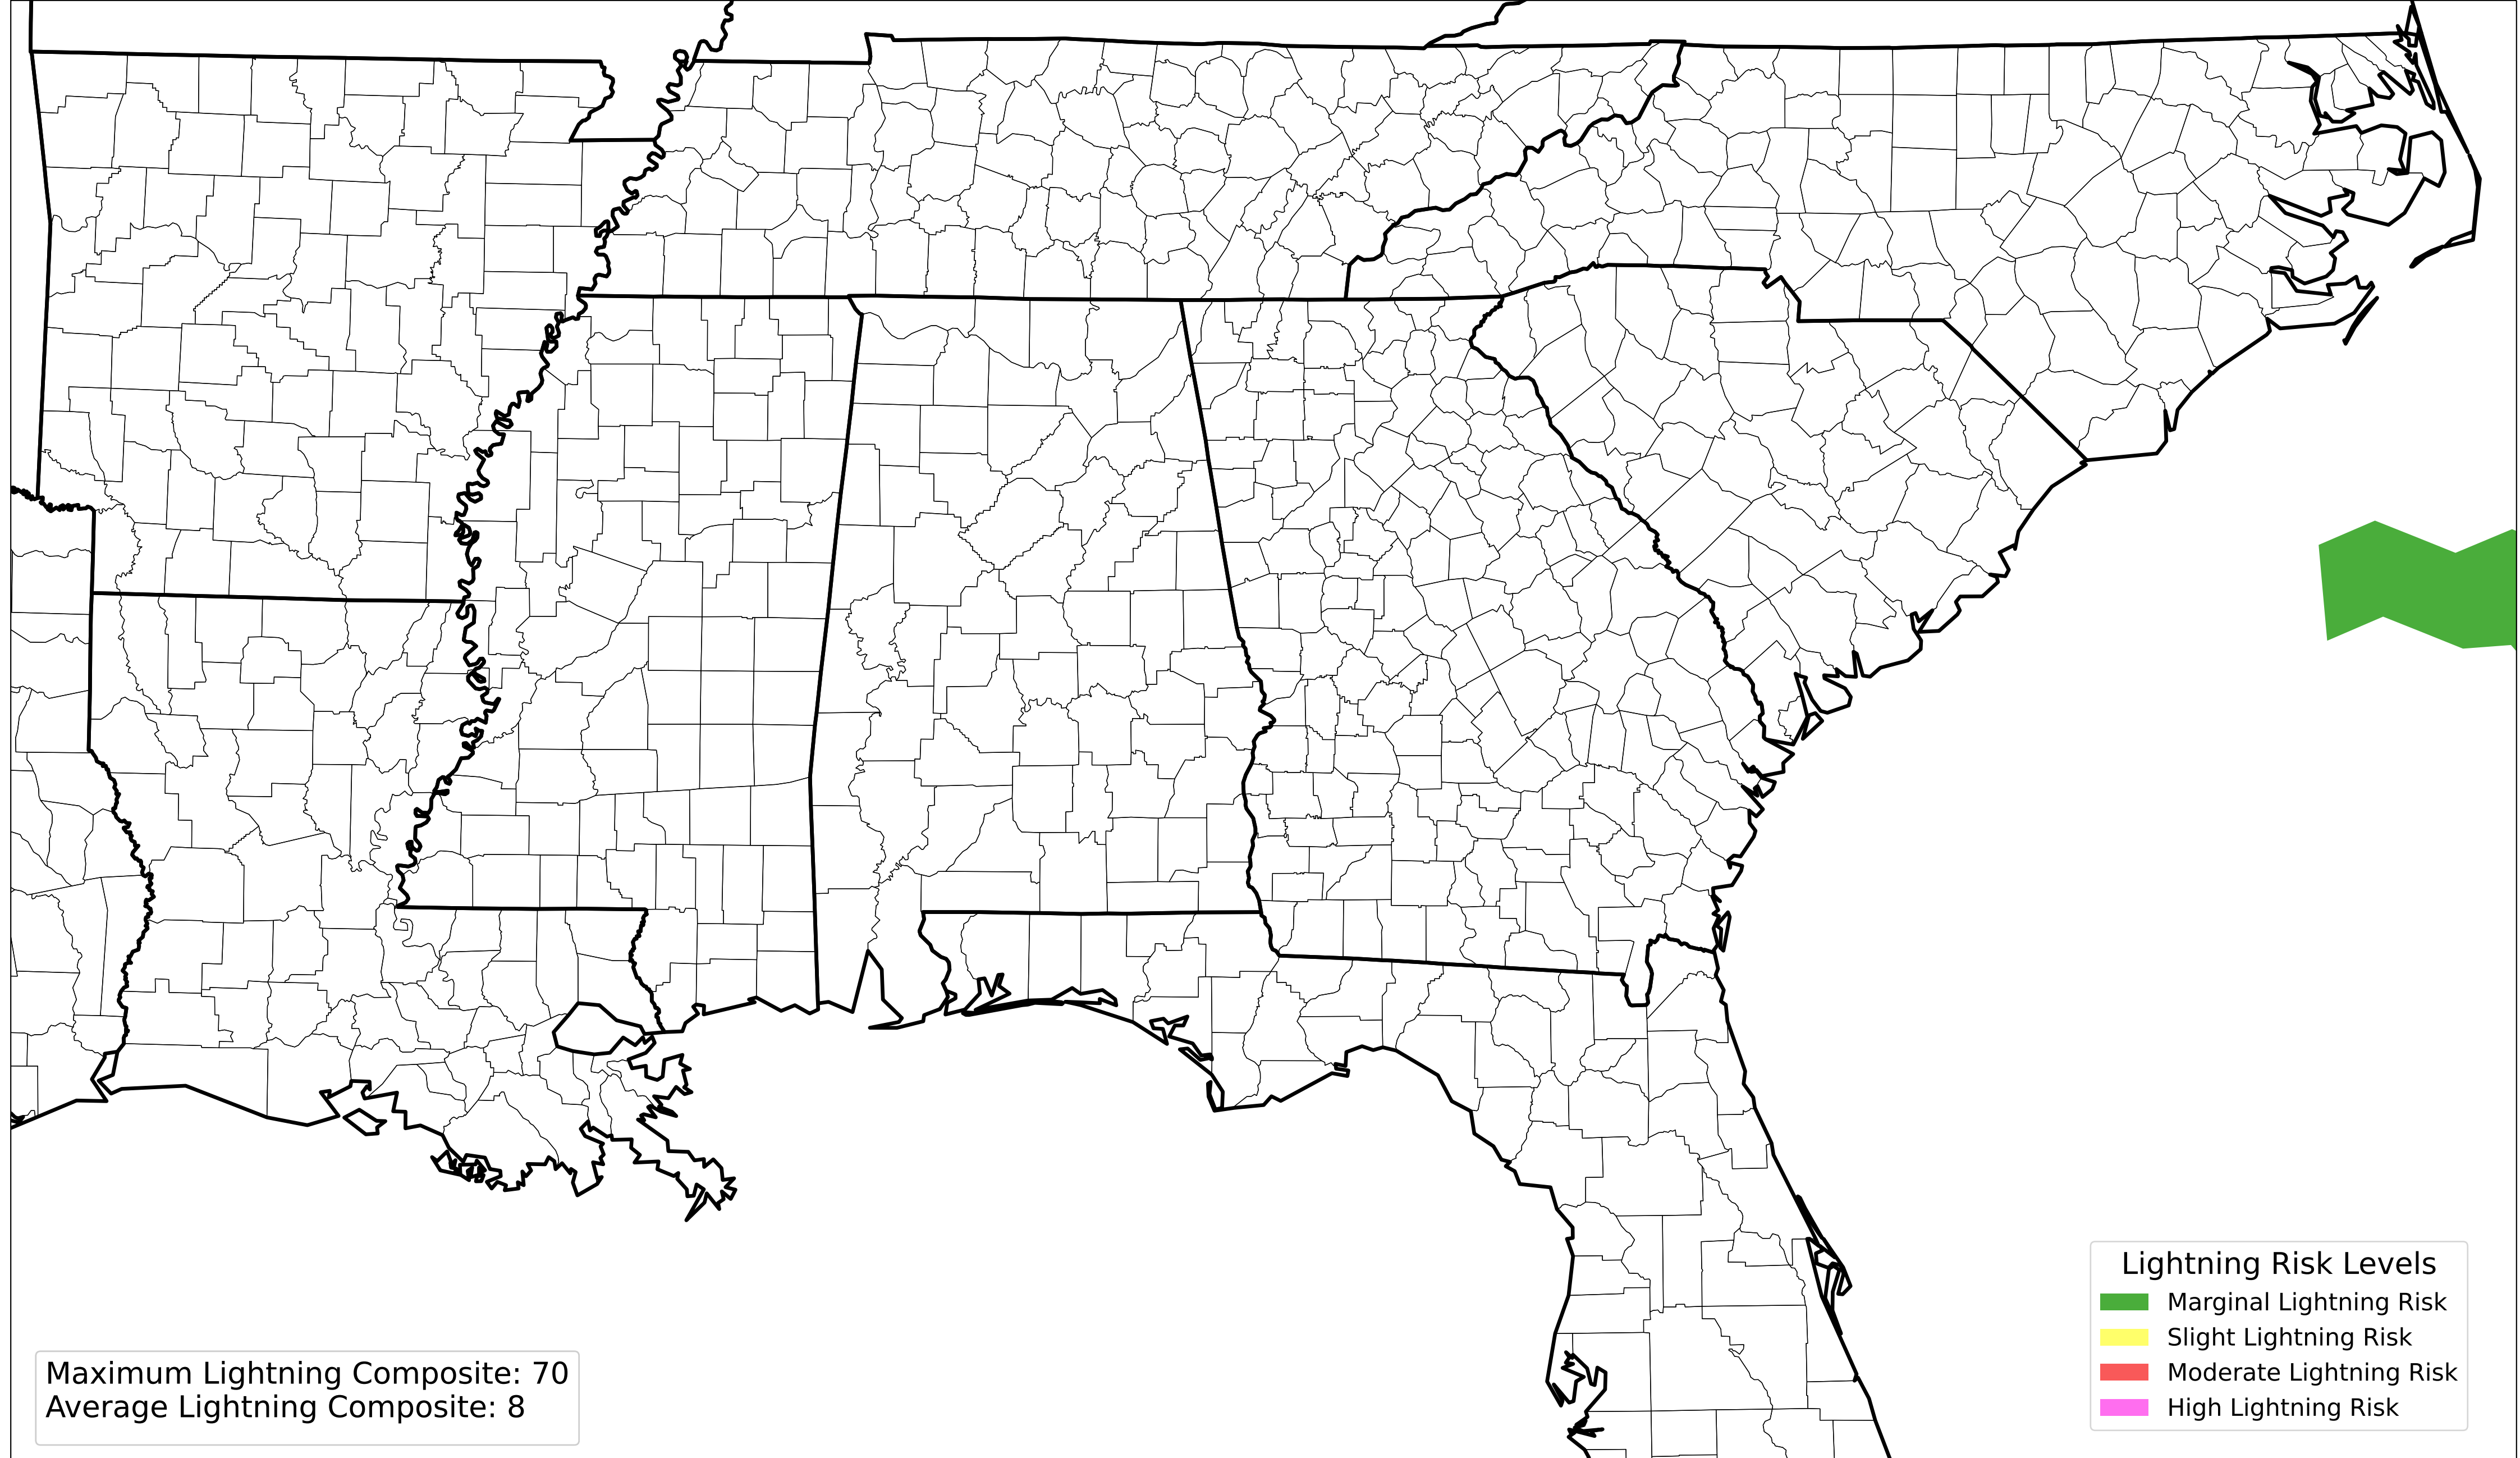 Lightning Risk Levels
Marginal Lightning Risk
Slight Lightning Risk
Moderate Lightning Risk
High Lightning Risk
Maximum Lightning Composite: 70
Average Lightning Composite: 8